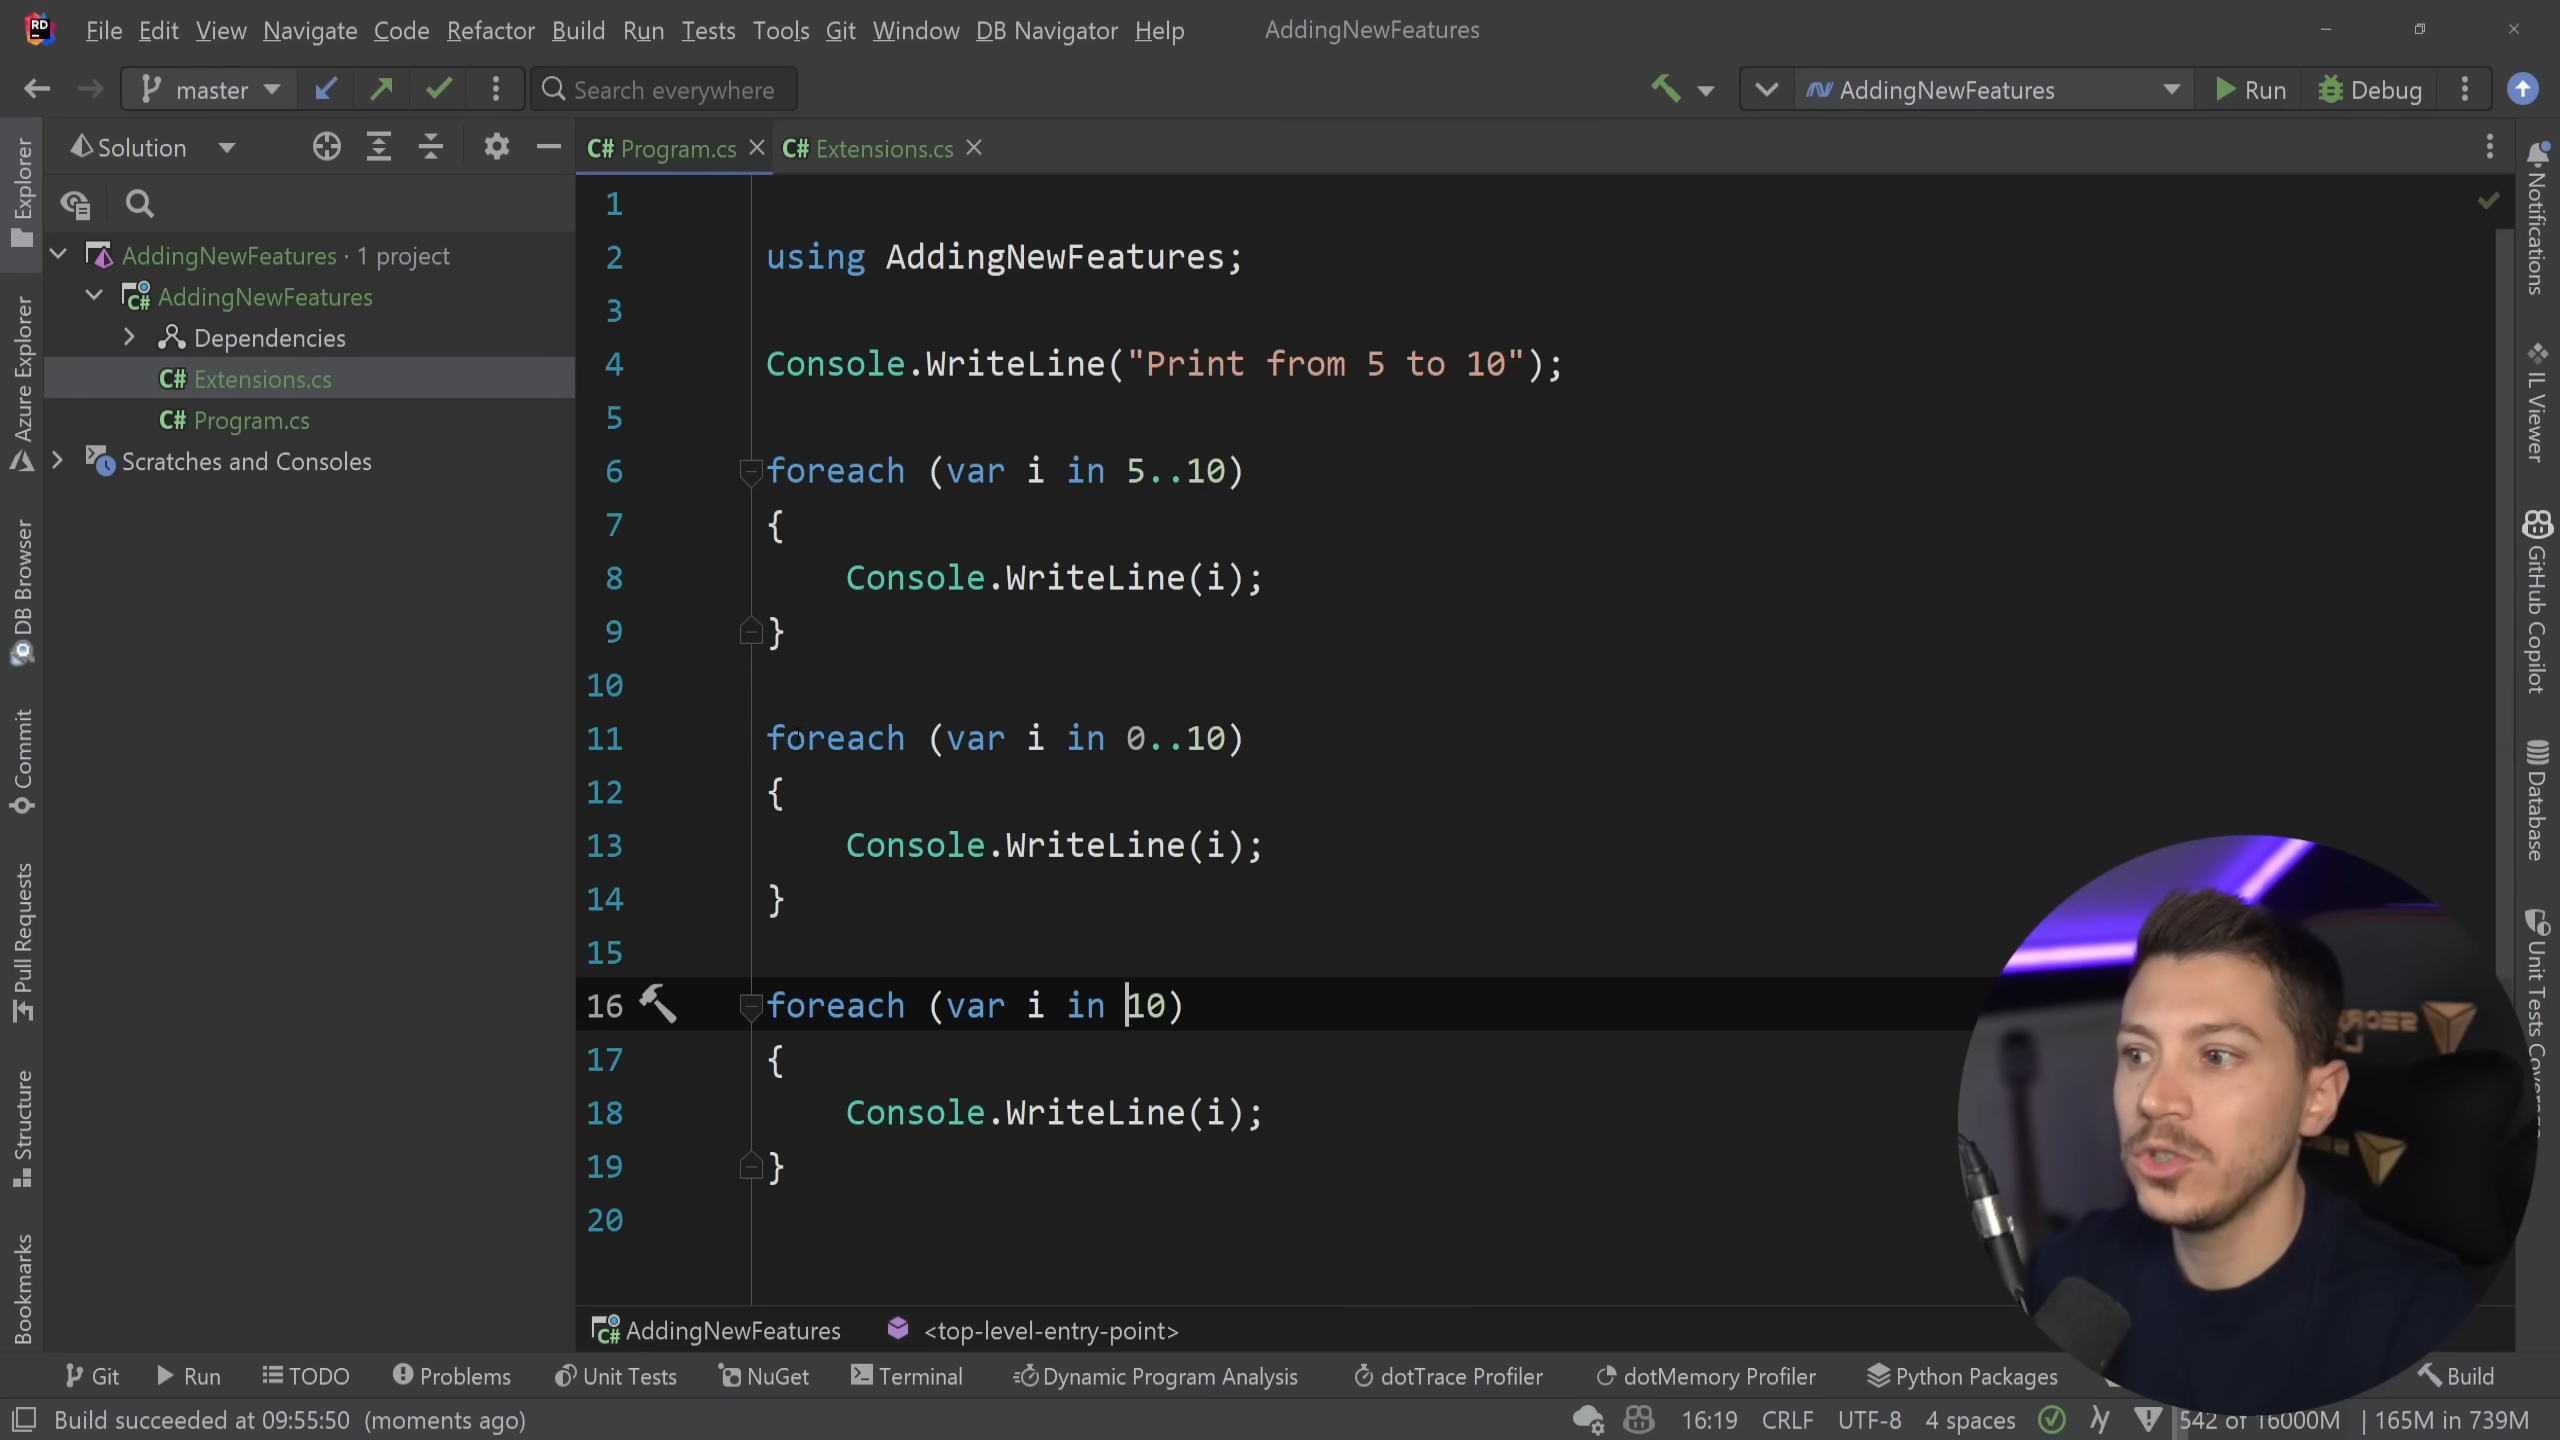 RD File Edit View Navigate Code Refactor Build Run Tests Tools Git Window DB Navigator Help AddingNewFeatures
master Search everywhere AddingNewFeatures Run Debug
Solution
C# Program.cs C# Extensions.cs
AddingNewFeatures · 1 project
C# AddingNewFeatures
Dependencies
C# Extensions.cs
C# Program.cs
Scratches and Consoles
Explorer
Azure Explorer
DB Browser
Commit
Pull Requests
Structure
Bookmarks
1
2 using AddingNewFeatures;
3
4 Console.WriteLine("Print from 5 to 10");
5
6 foreach (var i in 5..10)
7 {
8 Console.WriteLine(i);
9 }
10
11 foreach (var i in 0..10)
12 {
13 Console.WriteLine(i);
14 }
15
16 foreach (var i in 10)
17 {
18 Console.WriteLine(i);
19 }
20
Notifications
IL Viewer
GitHub Copilot
Database
Unit Tests Coverage
C# AddingNewFeatures <top-level-entry-point>
Git Run TODO Problems Unit Tests NuGet Terminal Dynamic Program Analysis dotTrace Profiler dotMemory Profiler Python Packages Build
Build succeeded at 09:55:50 (moments ago) 16:19 CRLF UTF-8 4 spaces 542 of 16000M 165M in 739M